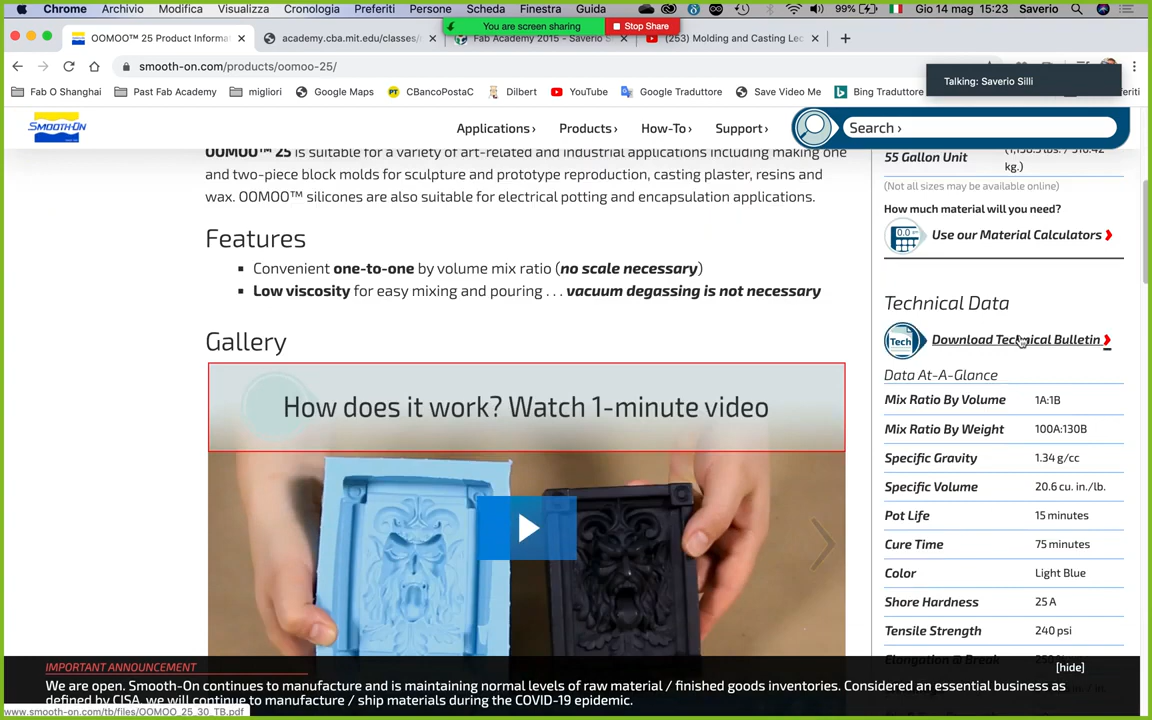 Chrome Archivio Modifica Visualizza Cronologia Preferiti Persone Scheda Finestra Guida 99% Gio 14 mag 15:23 Saverio
You are screen sharing Stop Share
OOMOO™ 25 Product Informa
academy.cba.mit.edu/classes/
Fab Academy 2015 - Saverio S
(253) Molding and Casting Lec
smooth-on.com/products/oomoo-25/
Talking: Saverio Silli
Fab O Shanghai Past Fab Academy migliori Google Maps CBancoPostaC Dilbert YouTube Google Traduttore Save Video Me Bing Traduttore
SMOOTH-ON
Applications› Products› How-To› Support› Search ›
OOMOO™ 25 is suitable for a variety of art-related and industrial applications including making one
and two-piece block molds for sculpture and prototype reproduction, casting plaster, resins and
wax. OOMOO™ silicones are also suitable for electrical potting and encapsulation applications.
Features
Convenient one-to-one by volume mix ratio (no scale necessary)
Low viscosity for easy mixing and pouring . . . vacuum degassing is not necessary
Gallery
How does it work? Watch 1-minute video
55 Gallon Unit
kg.)
(Not all sizes may be available online)
How much material will you need?
0.0
Use our Material Calculators
Technical Data
Tech
Download Technical Bulletin
Data At-A-Glance
Mix Ratio By Volume 1A:1B
Mix Ratio By Weight 100A:130B
Specific Gravity 1.34 g/cc
Specific Volume 20.6 cu. in./lb.
Pot Life 15 minutes
Cure Time 75 minutes
Color Light Blue
Shore Hardness 25 A
Tensile Strength 240 psi
Elongation @ Break
IMPORTANT ANNOUNCEMENT
[hide]
We are open. Smooth-On continues to manufacture and is maintaining normal levels of raw material / finished goods inventories. Considered an essential business as
defined by CISA, we will continue to manufacture / ship materials during the COVID-19 epidemic.
www.smooth-on.com/tb/files/OOMOO_25_30_TB.pdf